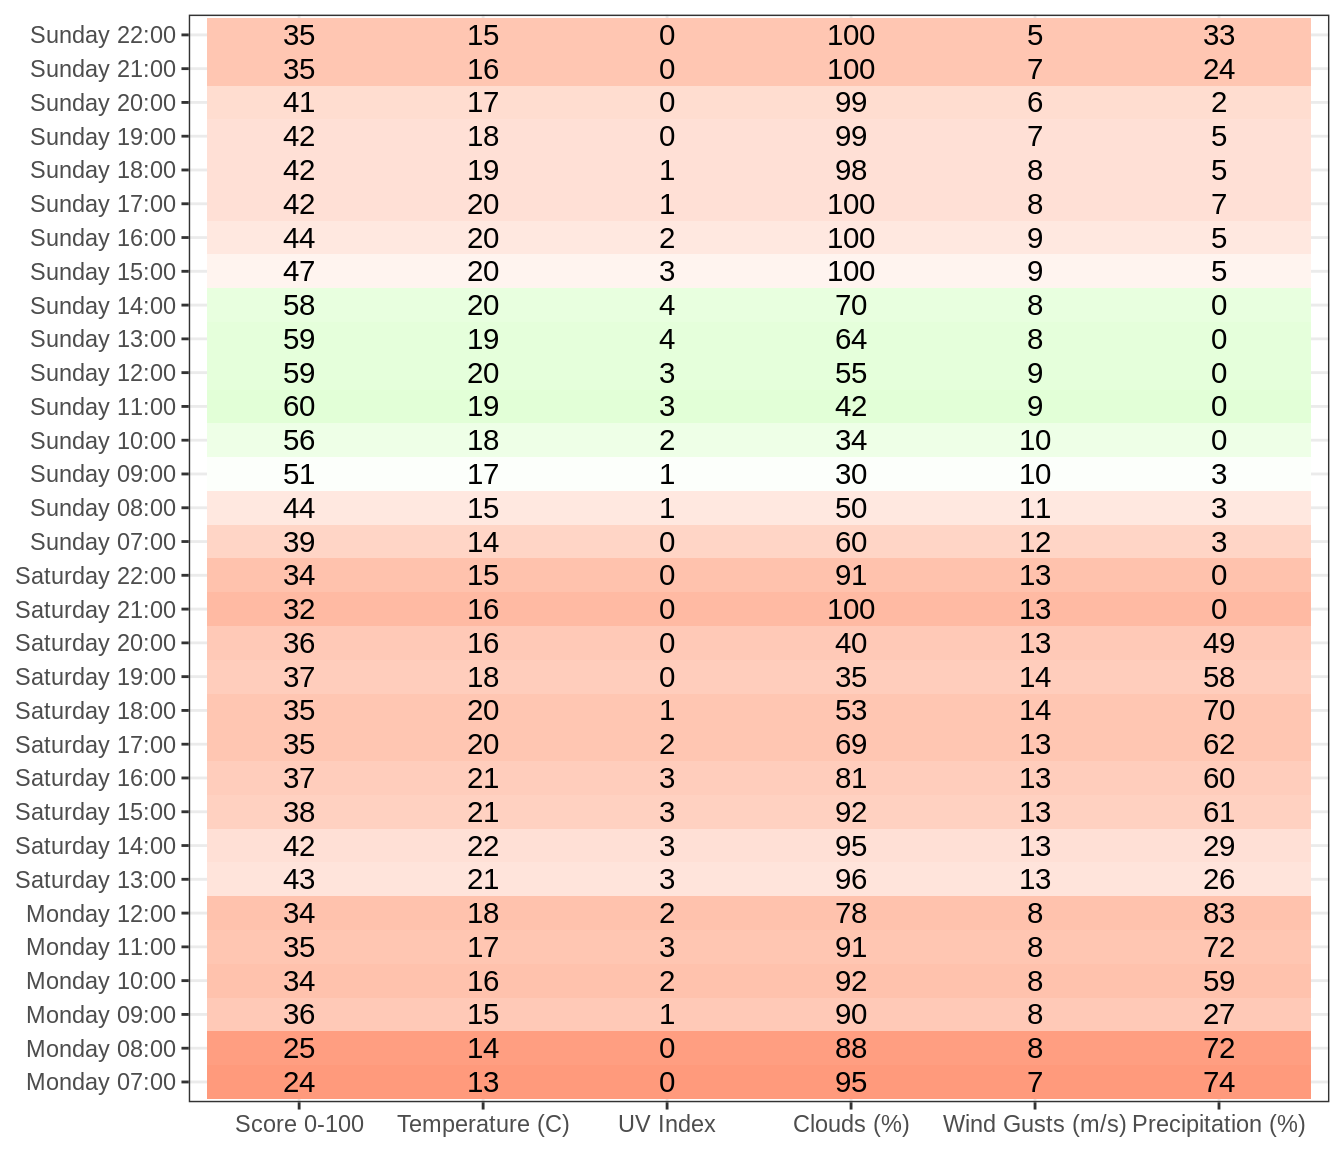 Sunday 22:00 35 15 0 100 5 33
Sunday 21:00 35 16 0 100 7 24
Sunday 20:00 41 17 0 99 6 2
Sunday 19:00 42 18 0 99 7 5
Sunday 18:00 42 19 1 98 8 5
Sunday 17:00 42 20 1 100 8 7
Sunday 16:00 44 20 2 100 9 5
Sunday 15:00 47 20 3 100 9 5
Sunday 14:00 58 20 4 70 8 0
Sunday 13:00 59 19 4 64 8 0
Sunday 12:00 59 20 3 55 9 0
Sunday 11:00 60 19 3 42 9 0
Sunday 10:00 56 18 2 34 10 0
Sunday 09:00 51 17 1 30 10 3
Sunday 08:00 44 15 1 50 11 3
Sunday 07:00 39 14 0 60 12 3
Saturday 22:00 34 15 0 91 13 0
Saturday 21:00 32 16 0 100 13 0
Saturday 20:00 36 16 0 40 13 49
Saturday 19:00 37 18 0 35 14 58
Saturday 18:00 35 20 1 53 14 70
Saturday 17:00 35 20 2 69 13 62
Saturday 16:00 37 21 3 81 13 60
Saturday 15:00 38 21 3 92 13 61
Saturday 14:00 42 22 3 95 13 29
Saturday 13:00 43 21 3 96 13 26
Monday 12:00 34 18 2 78 8 83
Monday 11:00 35 17 3 91 8 72
Monday 10:00 34 16 2 92 8 59
Monday 09:00 36 15 1 90 8 27
Monday 08:00 25 14 0 88 8 72
Monday 07:00 24 13 0 95 7 74
Score 0-100 Temperature (C) UV Index Clouds (%) Wind Gusts (m/s) Precipitation (%)